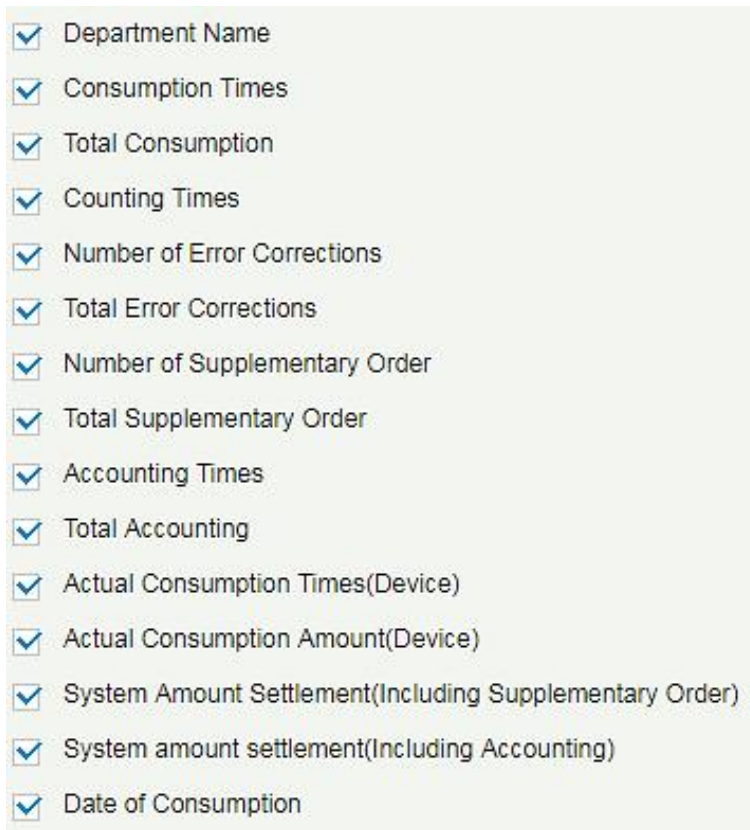 Department Name
Consumption Times
Total Consumption
Counting Times
Number of Error Corrections
Total Error Corrections
Number of Supplementary Order
Total Supplementary Order
Accounting Times
Total Accounting
Actual Consumption Times(Device)
Actual Consumption Amount(Device)
System Amount Settlement(Including Supplementary Order)
System amount settlement(Including Accounting)
Date of Consumption